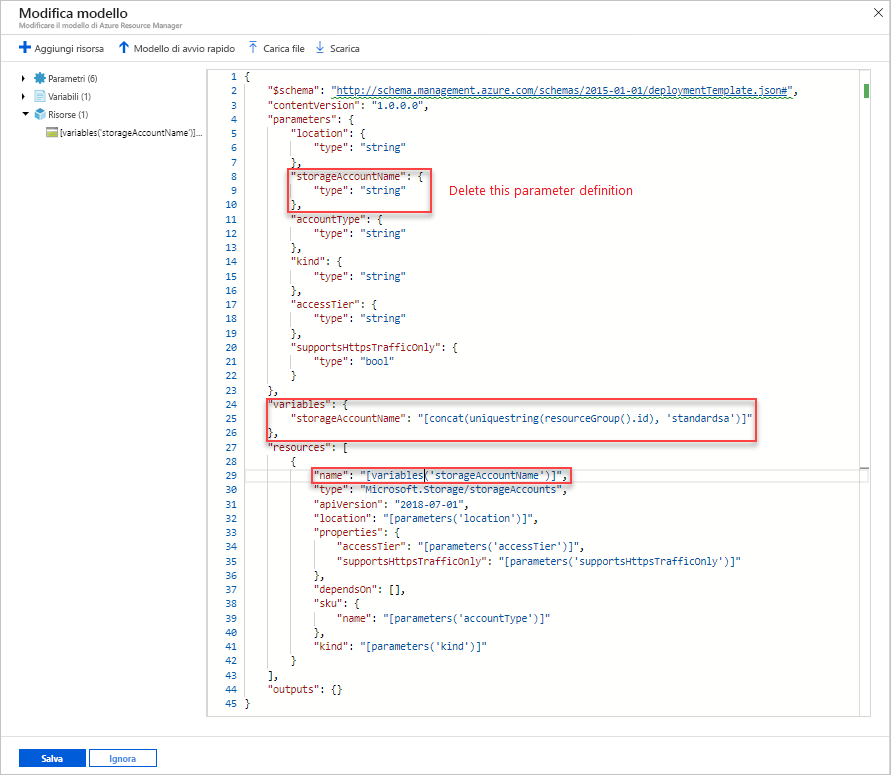 Modifica modello
Modificare il modello di Azure Resource Manager
Aggiungi risorsa
Modello di avvio rapido
Carica file
Scarica
Parametri (6)
Variabili (1)
Risorse (1)
[variables('storageAccountName')]...
1 {
2 "$schema": "http://schema.management.azure.com/schemas/2015-01-01/deploymentTemplate.json#",
3 "contentVersion": "1.0.0.0",
4 "parameters": {
5 "location": {
6 "type": "string"
7 },
8 "storageAccountName": {
9 "type": "string"
Delete this parameter definition
10 },
11 "accountType": {
12 "type": "string"
13 },
14 "kind": {
15 "type": "string"
16 },
17 "accessTier": {
18 "type": "string"
19 },
20 "supportsHttpsTrafficOnly": {
21 "type": "bool"
22 }
23 },
24 "variables": {
25 "storageAccountName": "[concat(uniquestring(resourceGroup().id), 'standardsa')]"
26 },
27 "resources": [
28 {
29 "name": "[variables('storageAccountName')]",
30 "type": "Microsoft.Storage/storageAccounts",
31 "apiVersion": "2018-07-01",
32 "location": "[parameters('location')]",
33 "properties": {
34 "accessTier": "[parameters('accessTier')]",
35 "supportsHttpsTrafficOnly": "[parameters('supportsHttpsTrafficOnly')]"
36 },
37 "dependsOn": [],
38 "sku": {
39 "name": "[parameters('accountType')]"
40 },
41 "kind": "[parameters('kind')]"
42 }
43 ],
44 "outputs": {}
45 }
Salva
Ignora